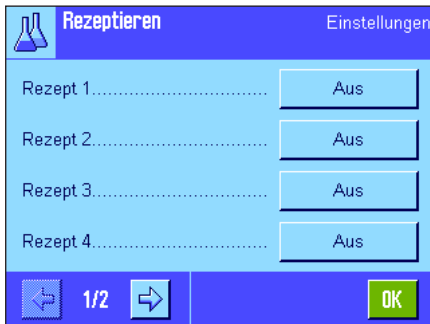 Rezeptieren Einstellungen
Rezept 1.............................. Aus
Rezept 2.............................. Aus
Rezept 3.............................. Aus
Rezept 4.............................. Aus
1/2 OK